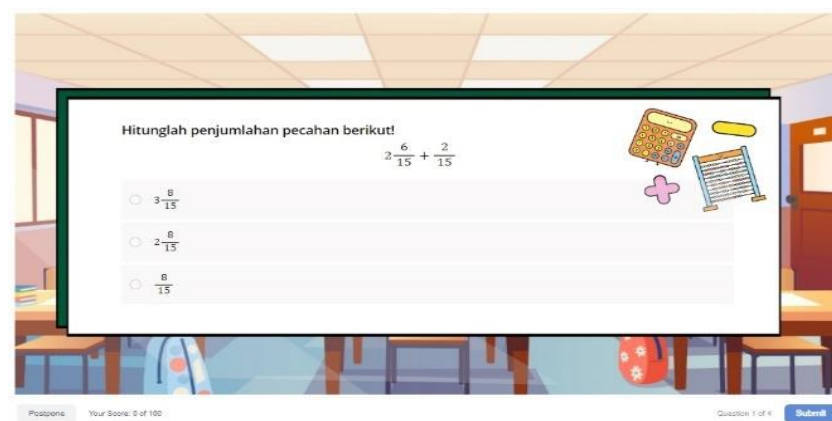 Hitunglah penjumlahan pecahan berikut!
2 6/15 + 2/15
3 8/15
2 8/15
8/15
Postpone Your Score: 0 of 100 Question 1 of 4 Submit